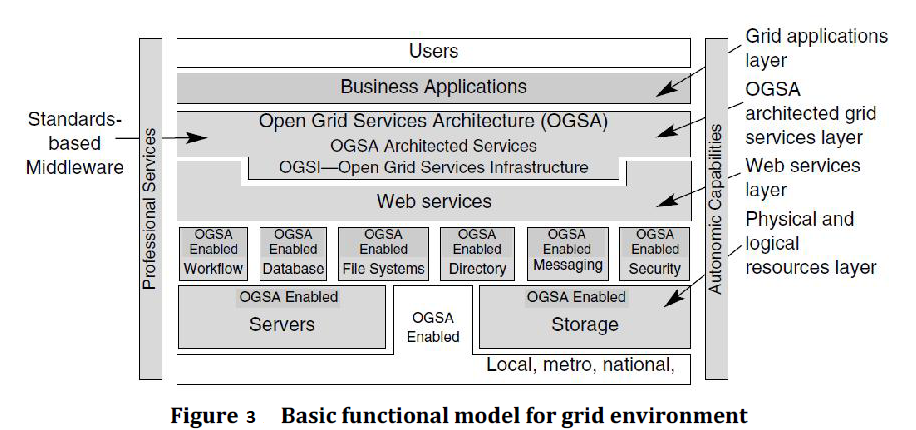 Users
Business Applications
Open Grid Services Architecture (OGSA)
OGSA Architected Services
OGSI—Open Grid Services Infrastructure
Web services
OGSA
Enabled
Workflow
OGSA
Enabled
Database
OGSA
Enabled
File Systems
OGSA
Enabled
Directory
OGSA
Enabled
Messaging
OGSA
Enabled
Security
OGSA Enabled
Servers
OGSA
Enabled
OGSA Enabled
Storage
Local, metro, national,
Standards-
based
Middleware
Professional Services
Autonomic Capabilities
Grid applications
layer
OGSA
architected grid
services layer
Web services
layer
Physical and
logical
resources layer
Figure 3 Basic functional model for grid environment